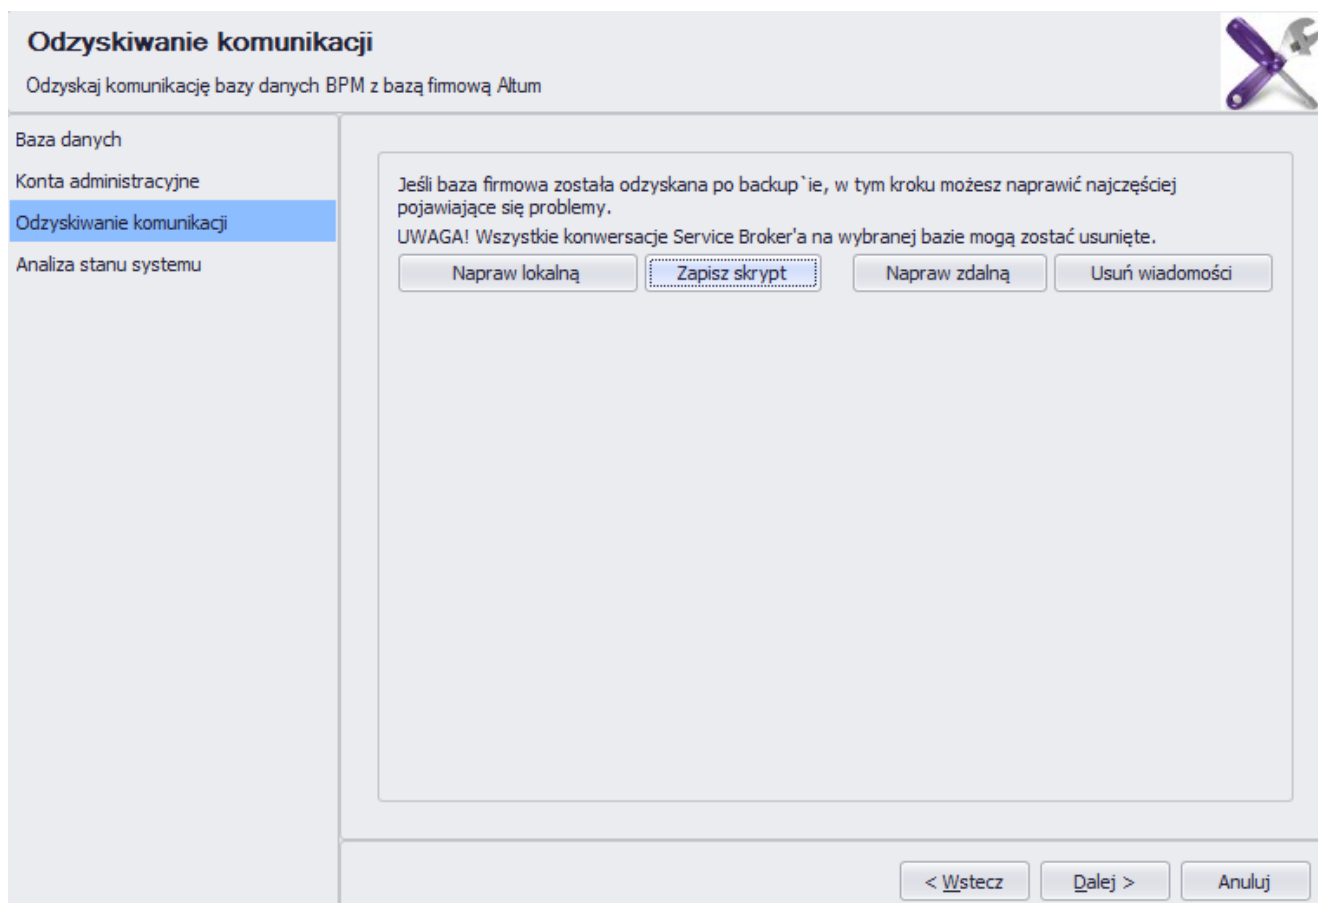 Odzyskiwanie komunikacji
Odzyskaj komunikację bazy danych BPM z bazą firmową Altum
Baza danych
Konta administracyjne
Odzyskiwanie komunikacji
Analiza stanu systemu
Jeśli baza firmowa została odzyskana po backup`ie, w tym kroku możesz naprawić najczęściej
pojawiające się problemy.
UWAGA! Wszystkie konwersacje Service Broker'a na wybranej bazie mogą zostać usunięte.
Napraw lokalną Zapisz skrypt Napraw zdalną Usuń wiadomości
< Wstecz Dalej > Anuluj